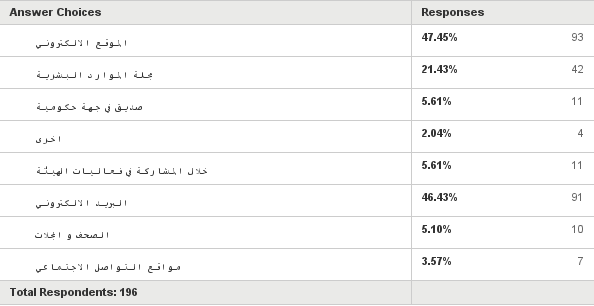 Answer Choices Responses
الموقع الالكتروني 47.45% 93
مجلة الموارد البشرية 21.43% 42
صديق في جهة حكومية 5.61% 11
اخرى 2.04% 4
خلال المشاركة في فعاليات الهيئة 5.61% 11
البريد الالكتروني 46.43% 91
الصحف و المجلات 5.10% 10
مواقع التواصل الاجتماعي 3.57% 7
Total Respondents: 196